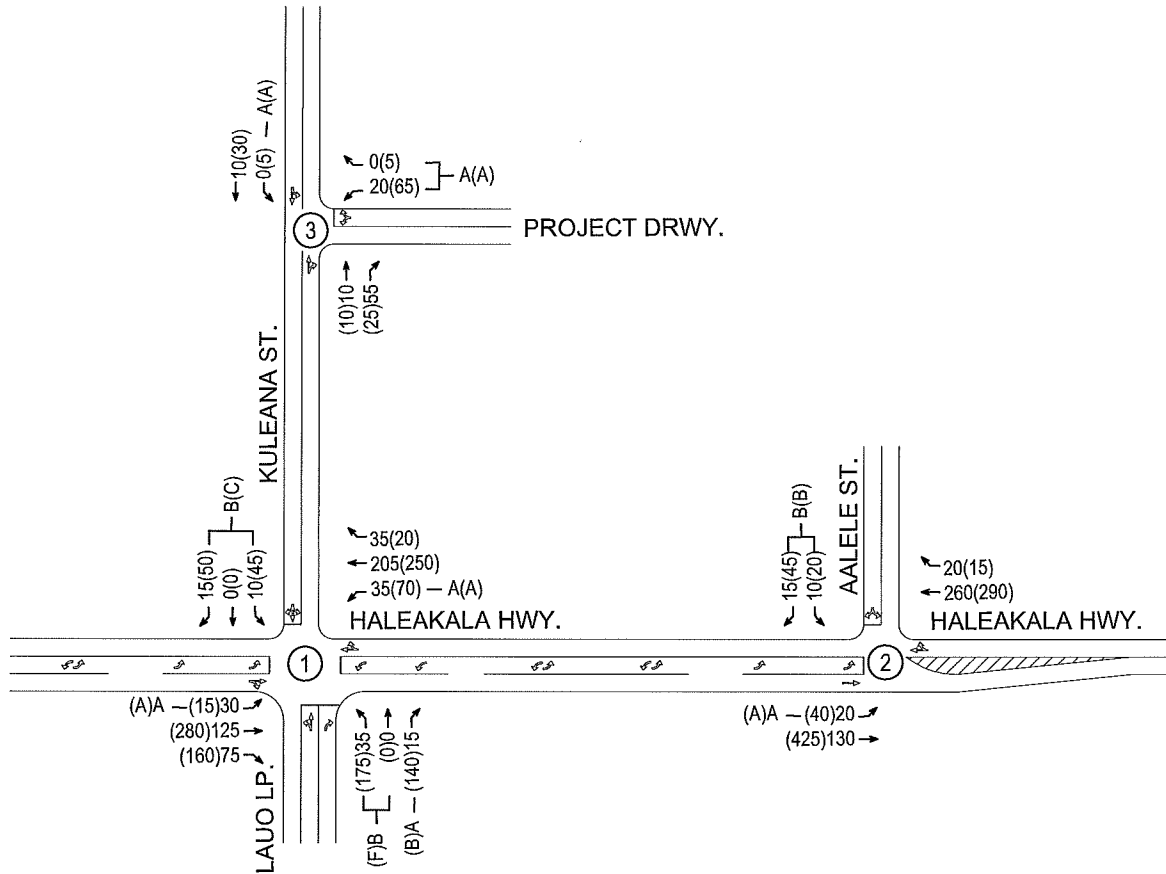 10(30)
0(5) — A(A)
0(5)
20(65)
A(A)
3
PROJECT DRWY.
(10)10
(25)55
KULEANA ST.
B(C)
15(50)
0(0)
10(45)
35(20)
205(250)
35(70) — A(A)
HALEAKALA HWY.
B(B)
15(45)
10(20)
AALELE ST.
20(15)
260(290)
HALEAKALA HWY.
1
2
(A)A — (15)30
(280)125
(160)75
LAUO LP.
(175)35
(0)0
(F)B
(B)A — (140)15
(A)A — (40)20
(425)130